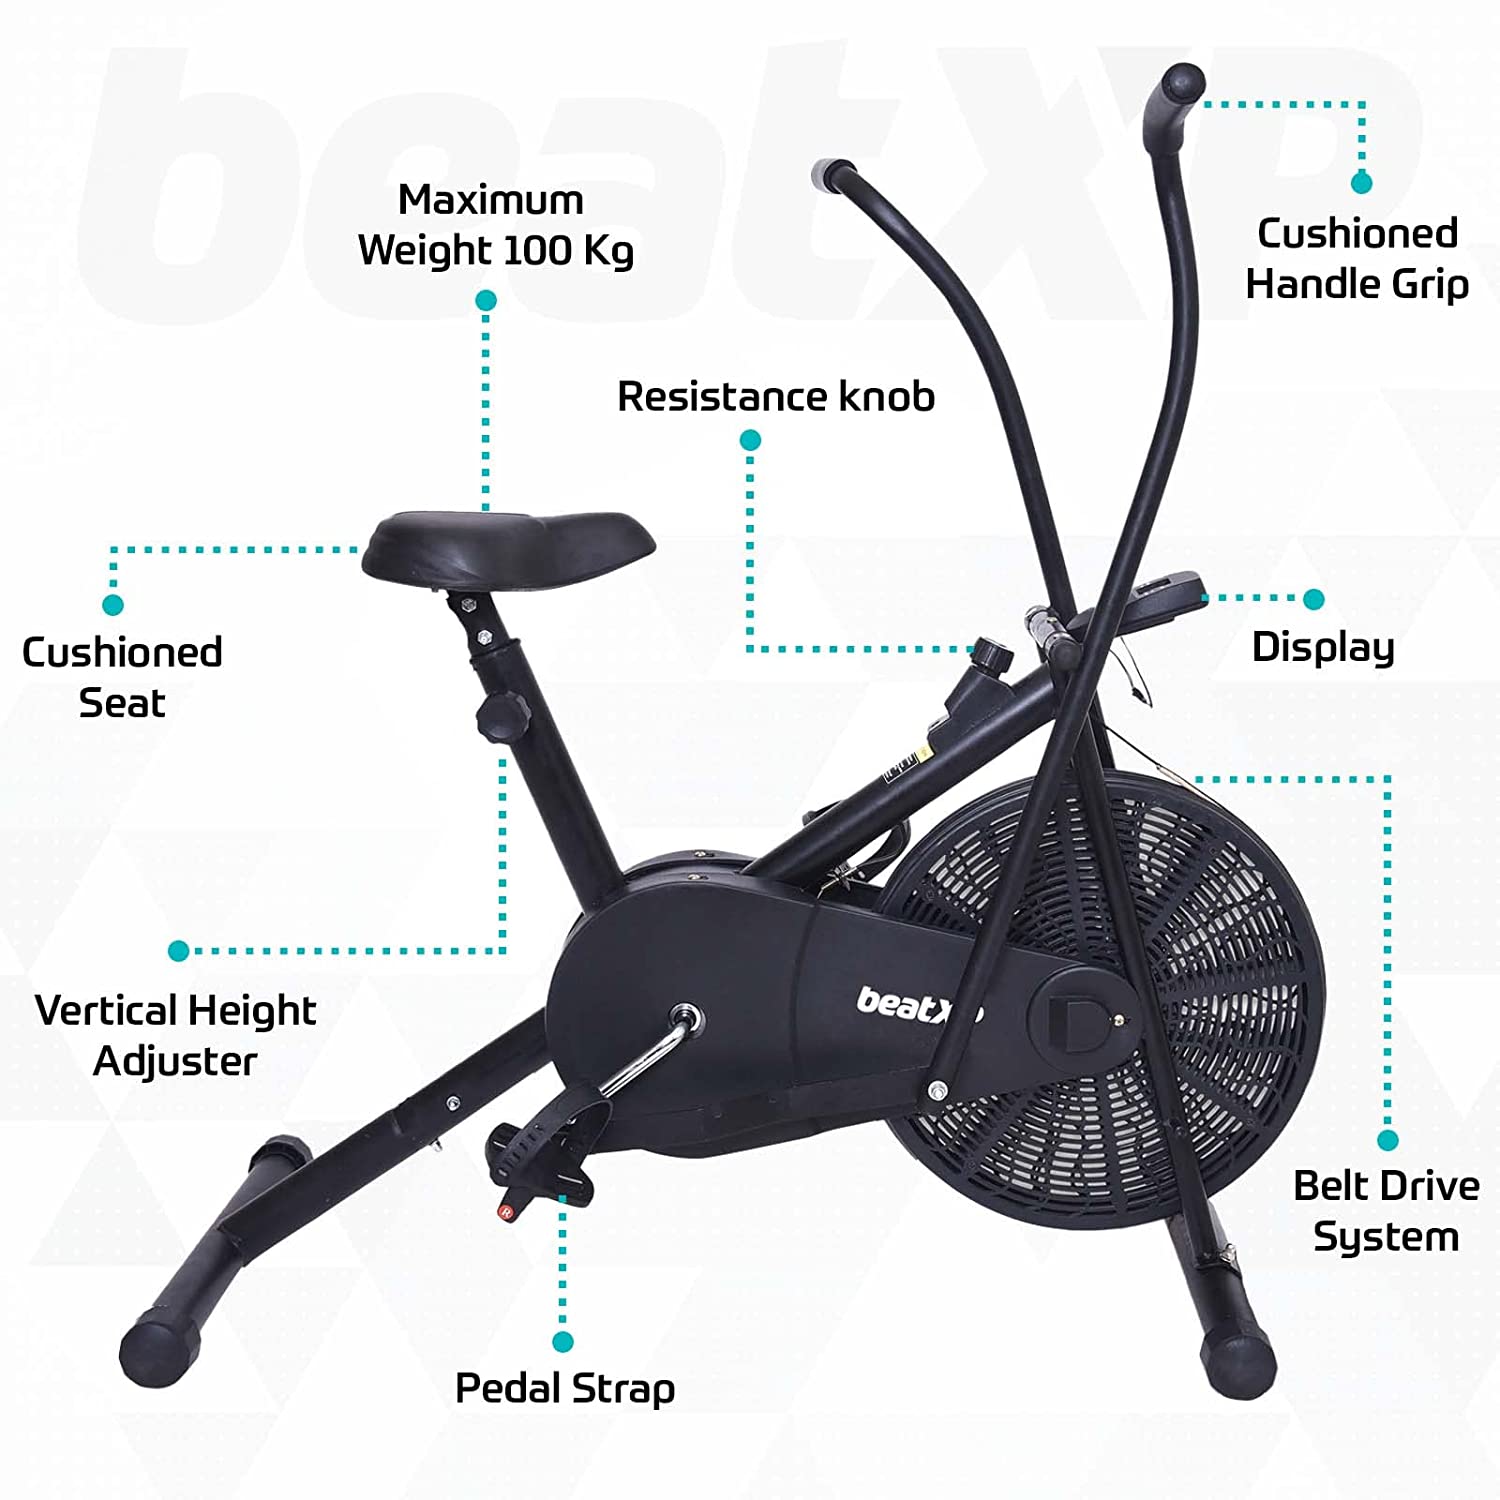 beatXP
Maximum
Weight 100 Kg
Cushioned
Handle Grip
Resistance knob
Cushioned
Seat
Display
Vertical Height
Adjuster
beatXP
Belt Drive
System
R
Pedal Strap